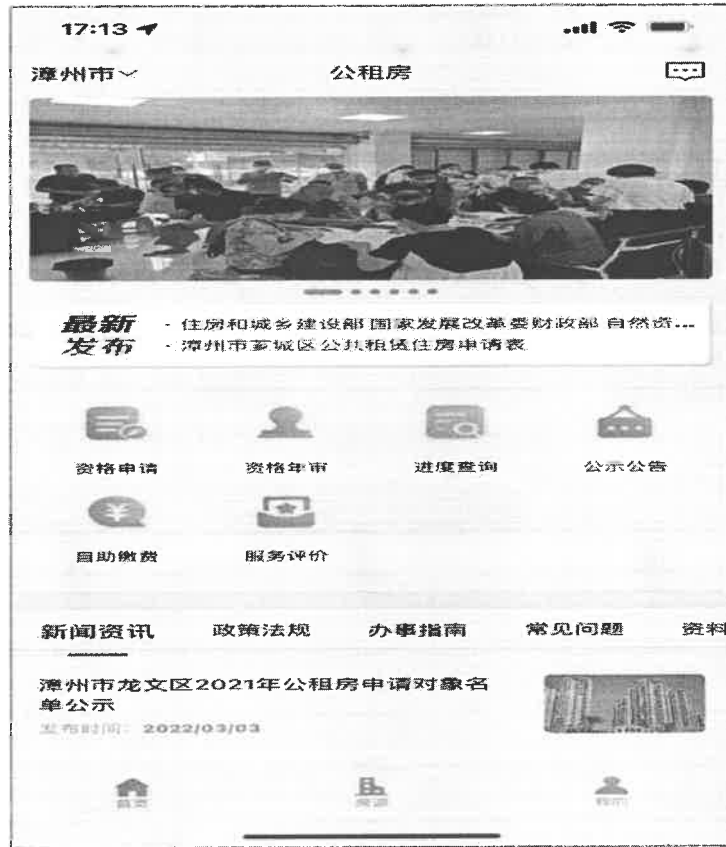 17:13
漳州市
公租房
最新
发布
· 住房和城乡建设部 国家发展改革委财政部 自然资...
· 漳州市芗城区公共租赁住房申请表
资格申请
资格年审
进度查询
公示公告
自助缴费
服务评价
新闻资讯
政策法规
办事指南
常见问题
资料
漳州市龙文区2021年公租房申请对象名
单公示
发布时间: 2022/03/03
首页
房源
我的